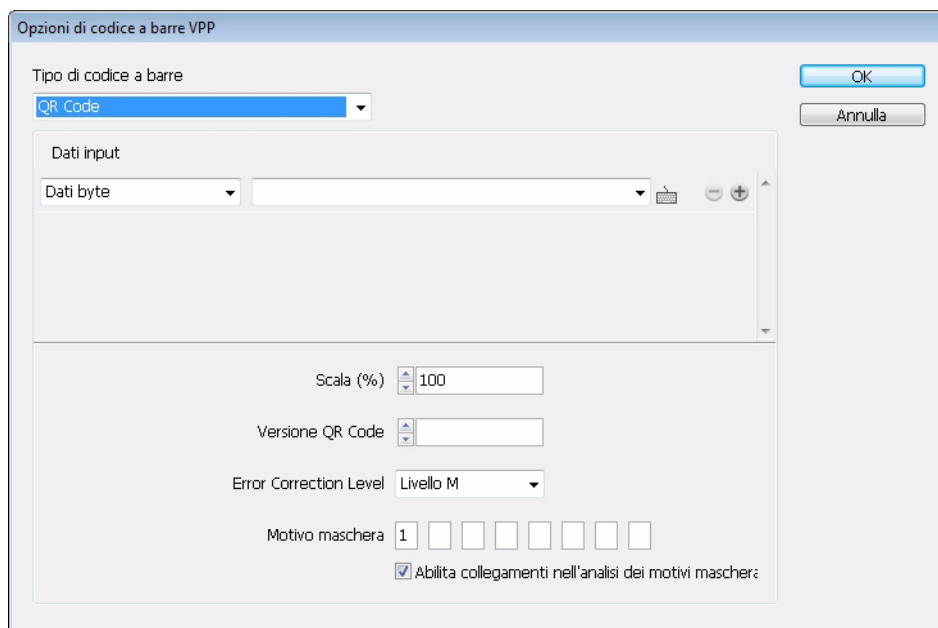 Opzioni di codice a barre VPP
Tipo di codice a barre
OK
QR Code
Annulla
Dati input
Dati byte
Scala (%) 100
Versione QR Code
Error Correction Level Livello M
Motivo maschera 1
Abilita collegamenti nell'analisi dei motivi maschera